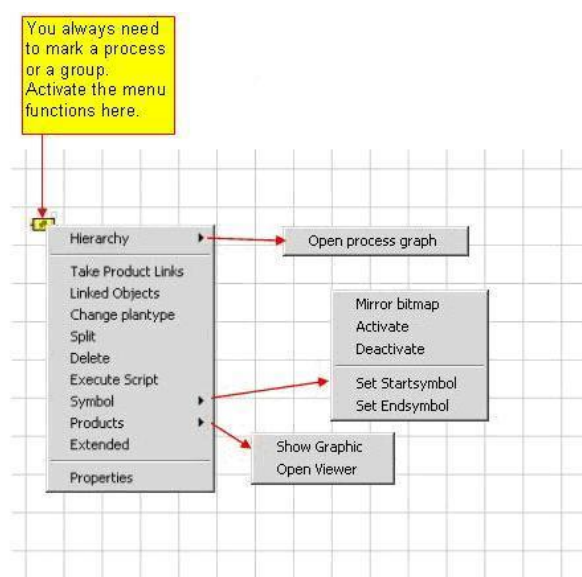 You always need
to mark a process
or a group.
Activate the menu
functions here.
Hierarchy
Open process graph
Take Product Links
Linked Objects
Change plantype
Split
Delete
Execute Script
Symbol
Products
Extended
Properties
Mirror bitmap
Activate
Deactivate
Set Startsymbol
Set Endsymbol
Show Graphic
Open Viewer